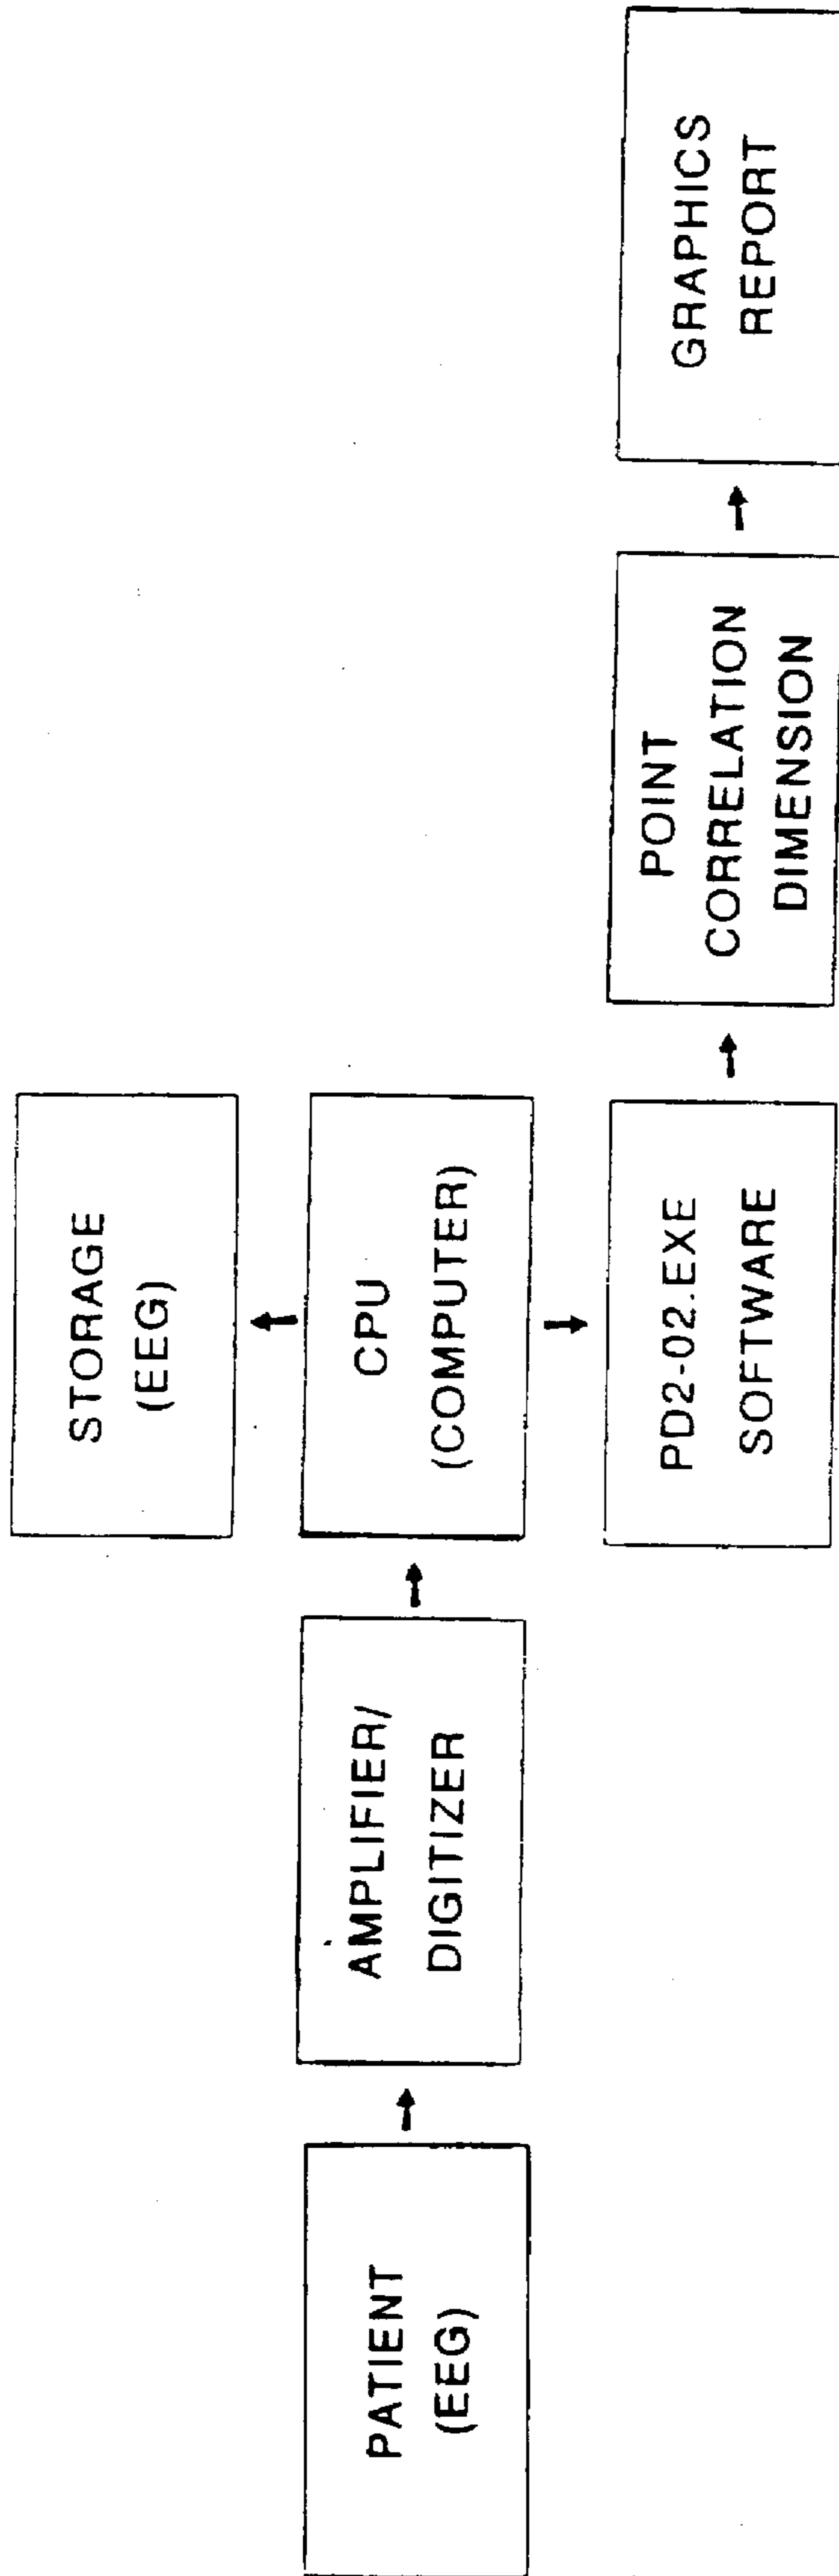 PATIENT
(EEG)
AMPLIFIER/
DIGITIZER
STORAGE
(EEG)
CPU
(COMPUTER)
PD2-02.EXE
SOFTWARE
POINT
CORRELATION
DIMENSION
GRAPHICS
REPORT